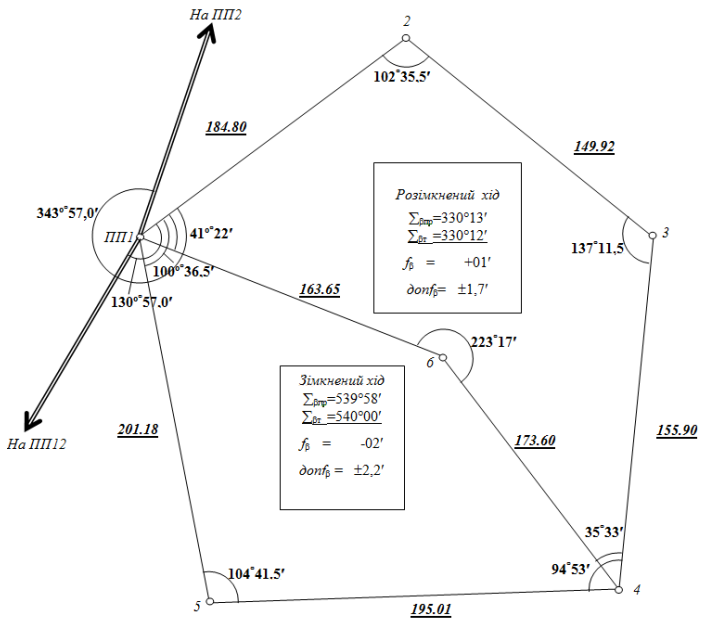 На ПП2
2
102°35,5′
184.80
149.92
Розімкнений хід
∑βпр=330°13′
∑βт =330°12′
fβ = +01′
допfβ= ±1,7′
343º°57,0′
ПП1
41°22′
100º°36.5′
130º°57,0′
3
137°11,5
163.65
223°17′
6
Зімкнений хід
∑βпр=539°58′
∑βт =540°00′
fβ = -02′
допfβ = ±2,2′
На ПП12
201.18
173.60
155.90
35°33′
94°53′
104°41.5′
4
5
195.01